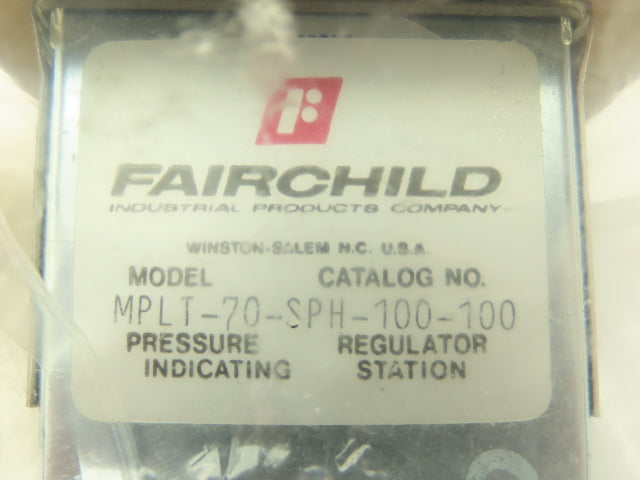 FAIRCHILD
INDUSTRIAL PRODUCTS COMPANY
WINSTON-SALEM N.C. U.S.A.
MODEL CATALOG NO.
MPLT-70-SPH-100-100
PRESSURE REGULATOR
INDICATING STATION